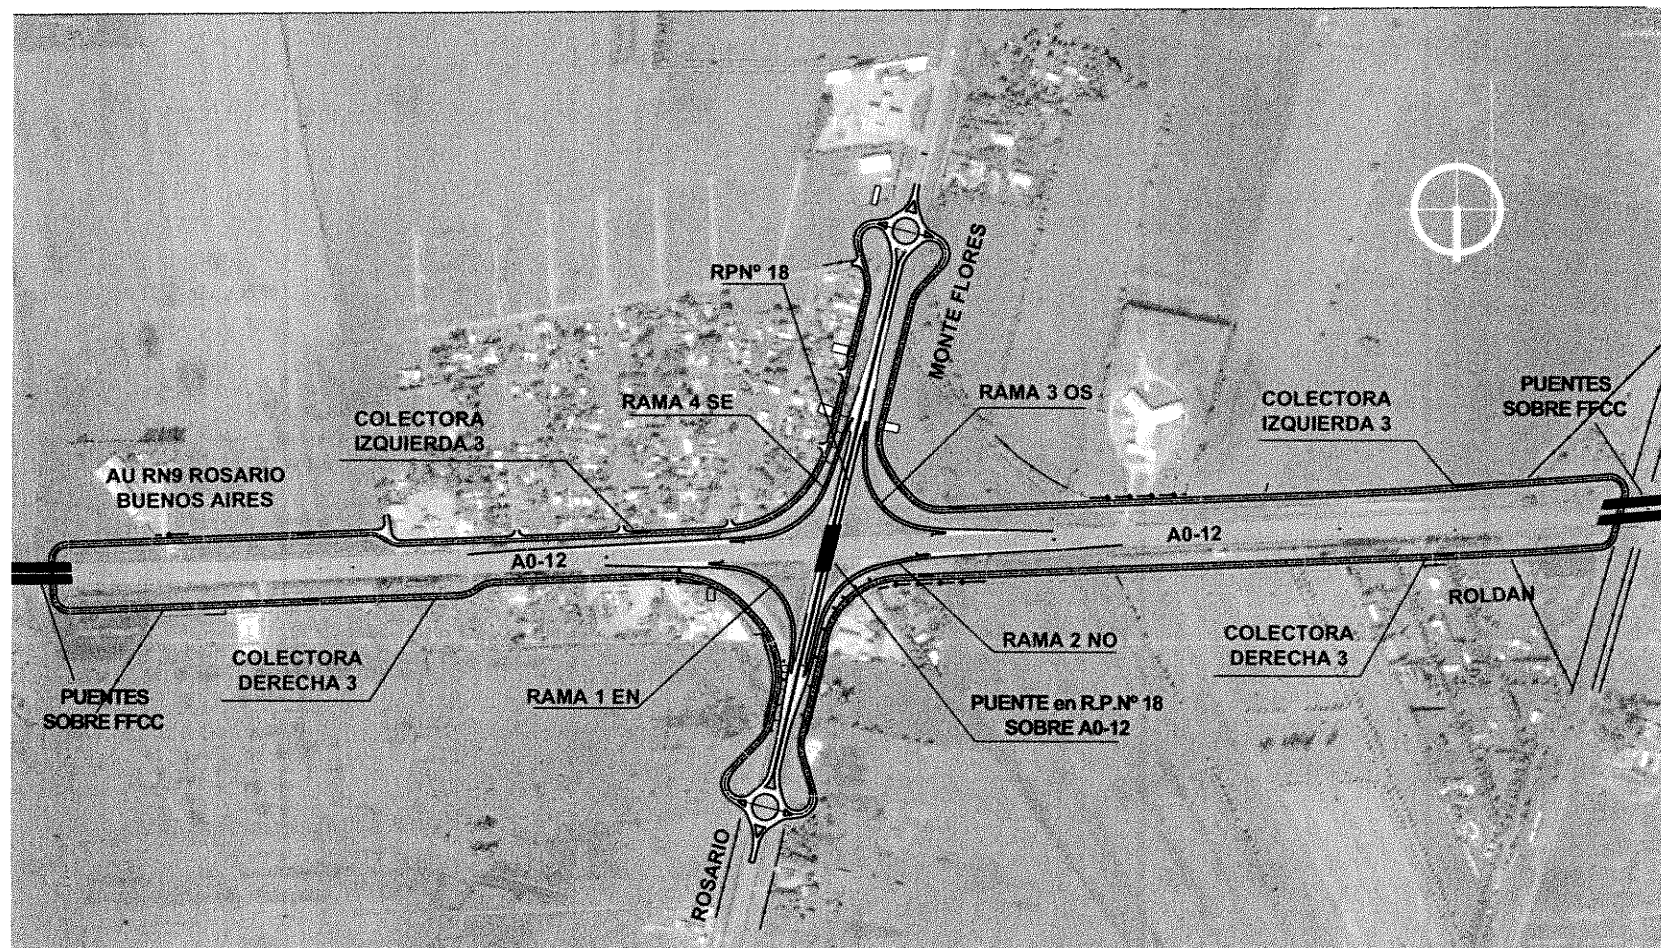 RPNº 18
MONTE FLORES
RAMA 4 SE
RAMA 3 OS
COLECTORA
IZQUIERDA 3
COLECTORA
IZQUIERDA 3
PUENTES
SOBRE FFCC
AU RN9 ROSARIO
BUENOS AIRES
A0-12
A0-12
ROLDAN
COLECTORA
DERECHA 3
RAMA 1 EN
RAMA 2 NO
COLECTORA
DERECHA 3
PUENTES
SOBRE FFCC
PUENTE en R.P.Nº 18
SOBRE A0-12
ROSARIO